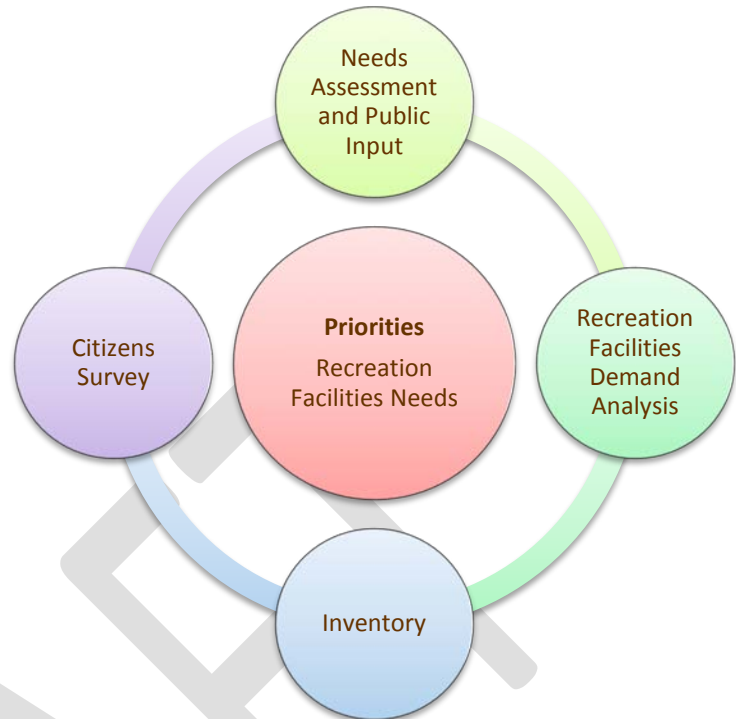 Needs
Assessment
and Public
Input
Citizens
Survey
Priorities
Recreation
Facilities Needs
Recreation
Facilities
Demand
Analysis
Inventory